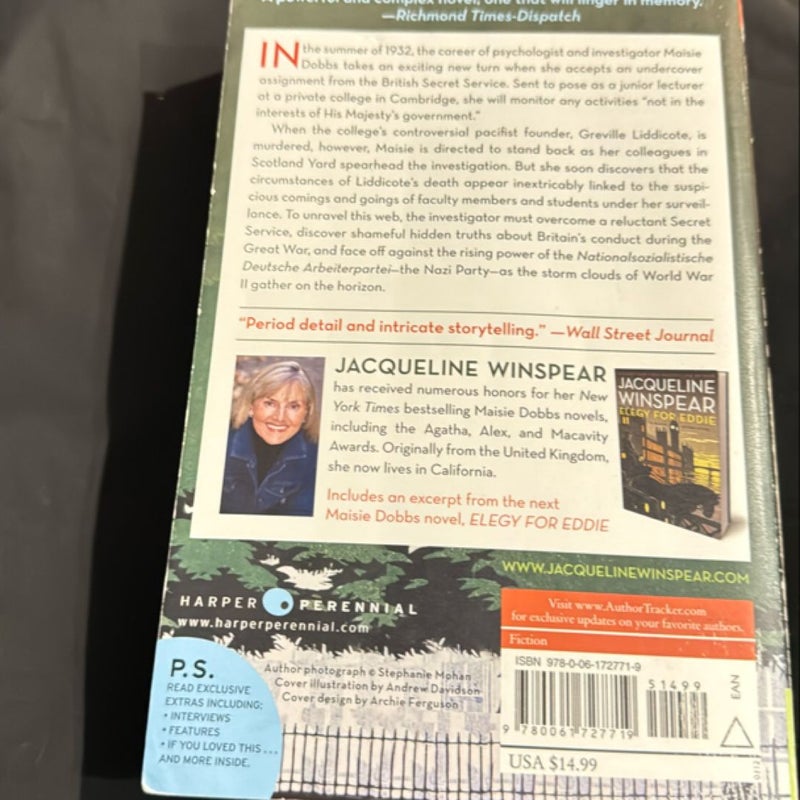 A powerful and complex novel, one that will linger in memory."
—Richmond Times-Dispatch
IN the summer of 1932, the career of psychologist and investigator Maisie
Dobbs takes an exciting new turn when she accepts an undercover
assignment from the British Secret Service. Sent to pose as a junior lecturer
at a private college in Cambridge, she will monitor any activities "not in the
interests of His Majesty's government."
When the college's controversial pacifist founder, Greville Liddicote, is
murdered, however, Maisie is directed to stand back as her colleagues in
Scotland Yard spearhead the investigation. But she soon discovers that the
circumstances of Liddicote's death appear inextricably linked to the suspi-
cious comings and goings of faculty members and students under her surveil-
lance. To unravel this web, the investigator must overcome a reluctant Secret
Service, discover shameful hidden truths about Britain's conduct during the
Great War, and face off against the rising power of the Nationalsozialistische
Deutsche Arbeiterpartei—the Nazi Party—as the storm clouds of World War
II gather on the horizon.
"Period detail and intricate storytelling." —Wall Street Journal
JACQUELINE WINSPEAR
has received numerous honors for her New
York Times bestselling Maisie Dobbs novels,
including the Agatha, Alex, and Macavity
Awards. Originally from the United Kingdom,
she now lives in California.
Includes an excerpt from the next
Maisie Dobbs novel, ELEGY FOR EDDIE
JACQUELINE
WINSPEAR
ELEGY FOR EDDIE
WWW.JACQUELINEWINSPEAR.COM
HARPER PERENNIAL
www.harperperennial.com
Visit www.AuthorTracker.com
for exclusive updates on your favorite authors.
Fiction
P.S.
READ EXCLUSIVE
EXTRAS INCLUDING:
• INTERVIEWS
• FEATURES
• IF YOU LOVED THIS...
AND MORE INSIDE.
Author photograph © Stephanie Mohan
Cover illustration by Andrew Davidson
Cover design by Archie Ferguson
ISBN 978-0-06-172771-9
51499
EAN
9 780061 727719
USA $14.99